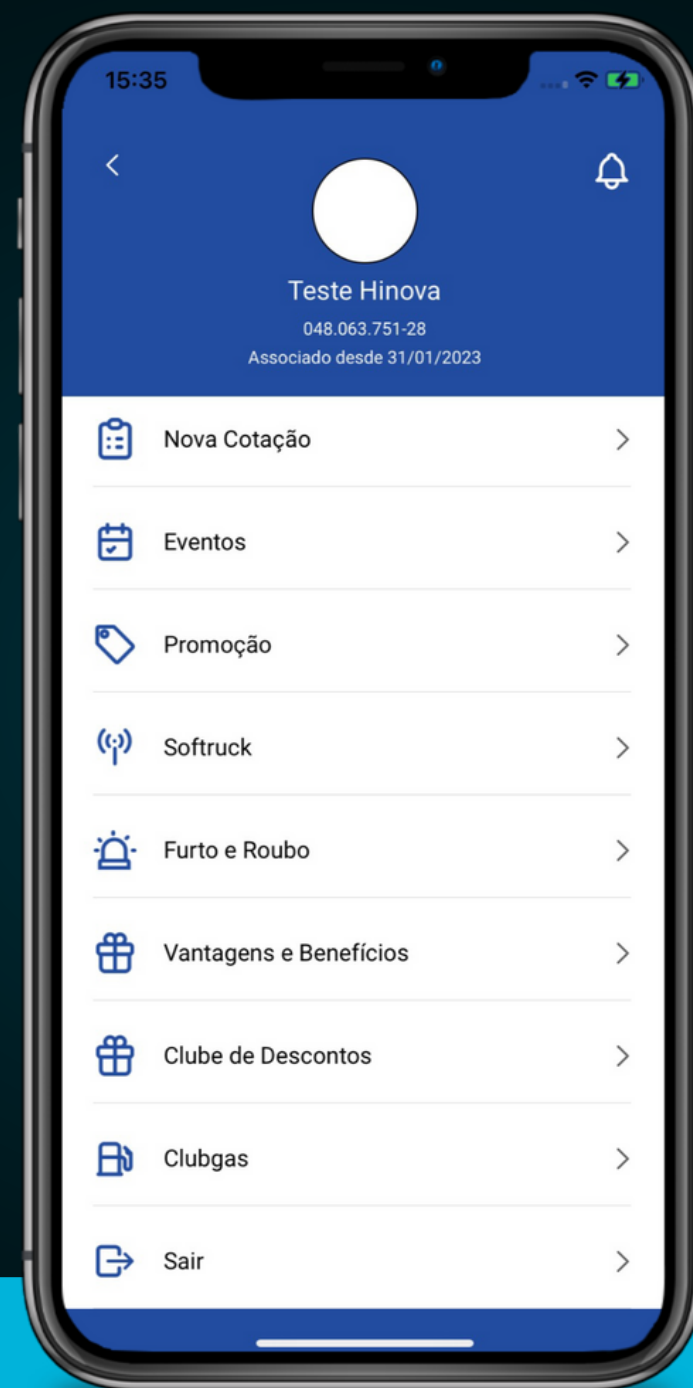 15:35
Teste Hinova
048.063.751-28
Associado desde 31/01/2023
Nova Cotação
Eventos
Promoção
Softruck
Furto e Roubo
Vantagens e Benefícios
Clube de Descontos
Clubgas
Sair